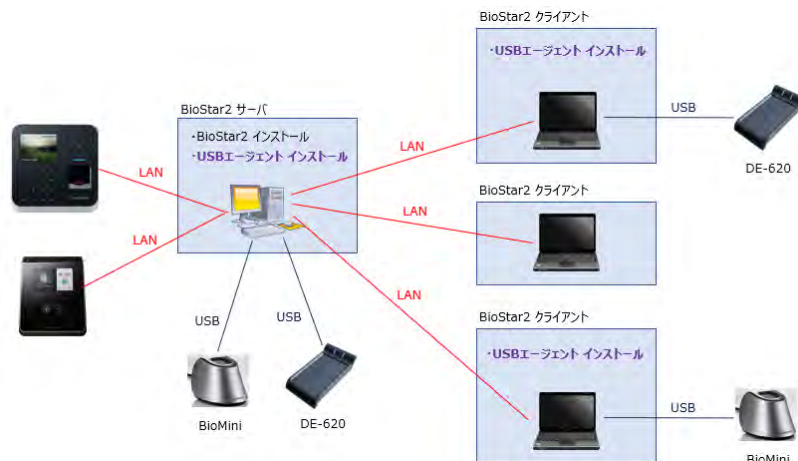 BioStar2 クライアント
・USBエージェント インストール
USB
DE-620
BioStar2 サーバ
・BioStar2 インストール
・USBエージェント インストール
LAN
LAN
BioStar2 クライアント
LAN
LAN
LAN
USB
USB
BioMini
DE-620
BioStar2 クライアント
・USBエージェント インストール
USB
BioMini